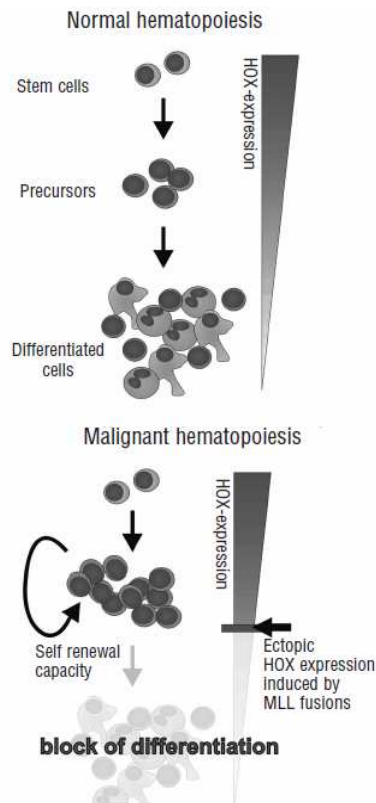 Normal hematopoiesis
Stem cells
HOX-expression
Precursors
Differentiated
cells
Malignant hematopoiesis
HOX-expression
Self renewal
capacity
Ectopic
HOX expression
induced by
MLL fusions
block of differentiation